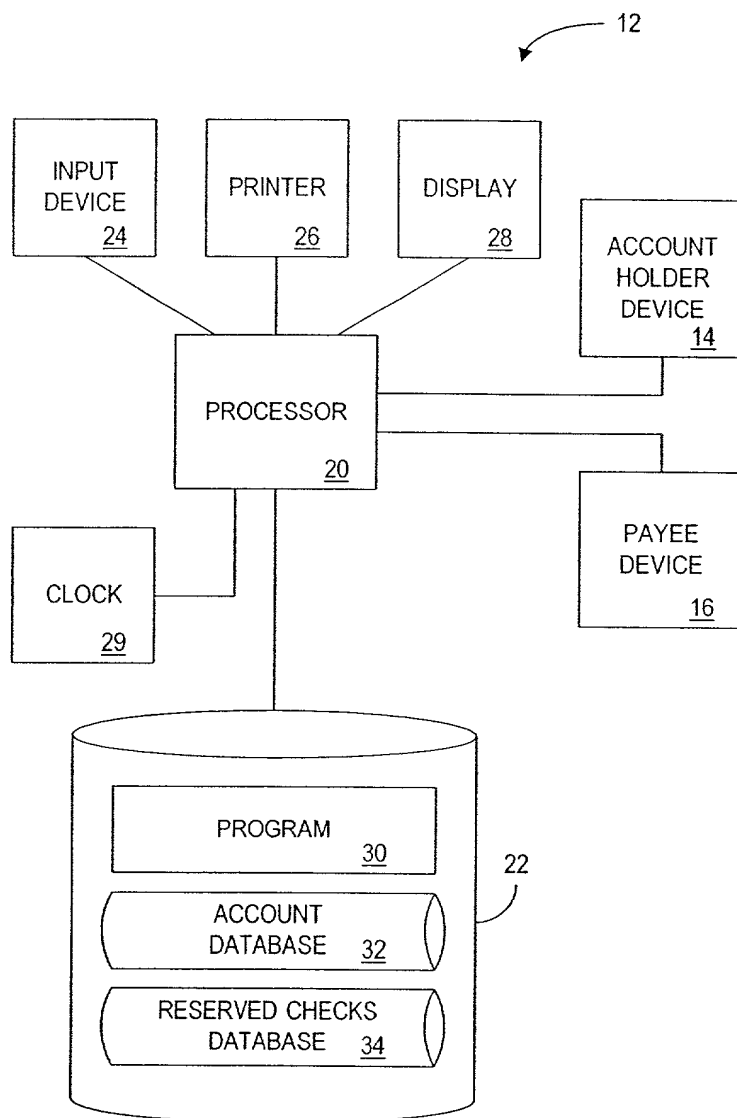 12
INPUT
DEVICE
24
PRINTER
26
DISPLAY
28
ACCOUNT
HOLDER
DEVICE
14
PROCESSOR
20
PAYEE
DEVICE
16
CLOCK
29
PROGRAM
30
22
ACCOUNT
DATABASE
32
RESERVED CHECKS
DATABASE
34